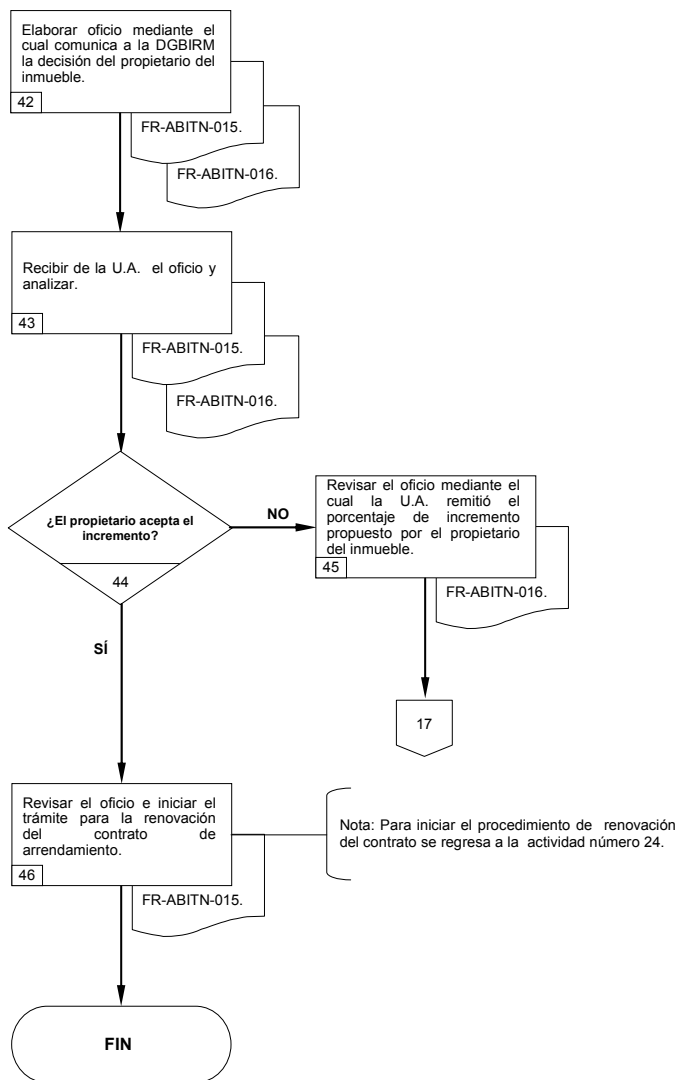 Elaborar oficio mediante el
cual comunica a la DGBIRM
la decisión del propietario del
inmueble.
42
FR-ABITN-015.
FR-ABITN-016.
Recibir de la U.A. el oficio y
analizar.
43
FR-ABITN-015.
FR-ABITN-016.
¿El propietario acepta el
incremento?
44
NO
Revisar el oficio mediante el
cual la U.A. remitió el
porcentaje de incremento
propuesto por el propietario
del inmueble.
45
FR-ABITN-016.
17
SÍ
Revisar el oficio e iniciar el
trámite para la renovación
del contrato de
arrendamiento.
46
FR-ABITN-015.
Nota: Para iniciar el procedimiento de renovación
del contrato se regresa a la actividad número 24.
FIN